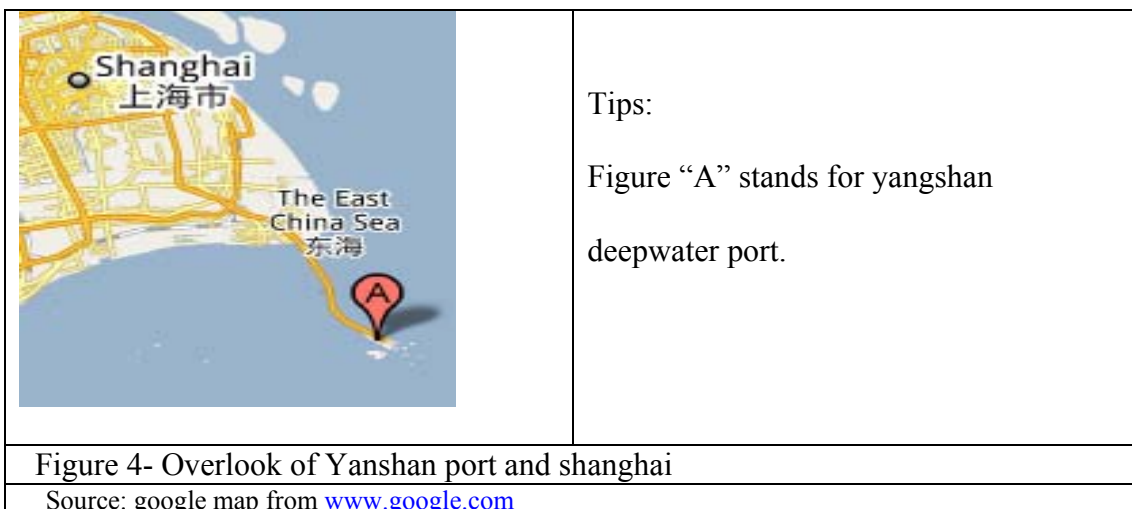 Shanghai
上海市
The East
China Sea
东海
A
Tips:
Figure “A” stands for yangshan
deepwater port.
Figure 4- Overlook of Yanshan port and shanghai
Source: google map from www.google.com